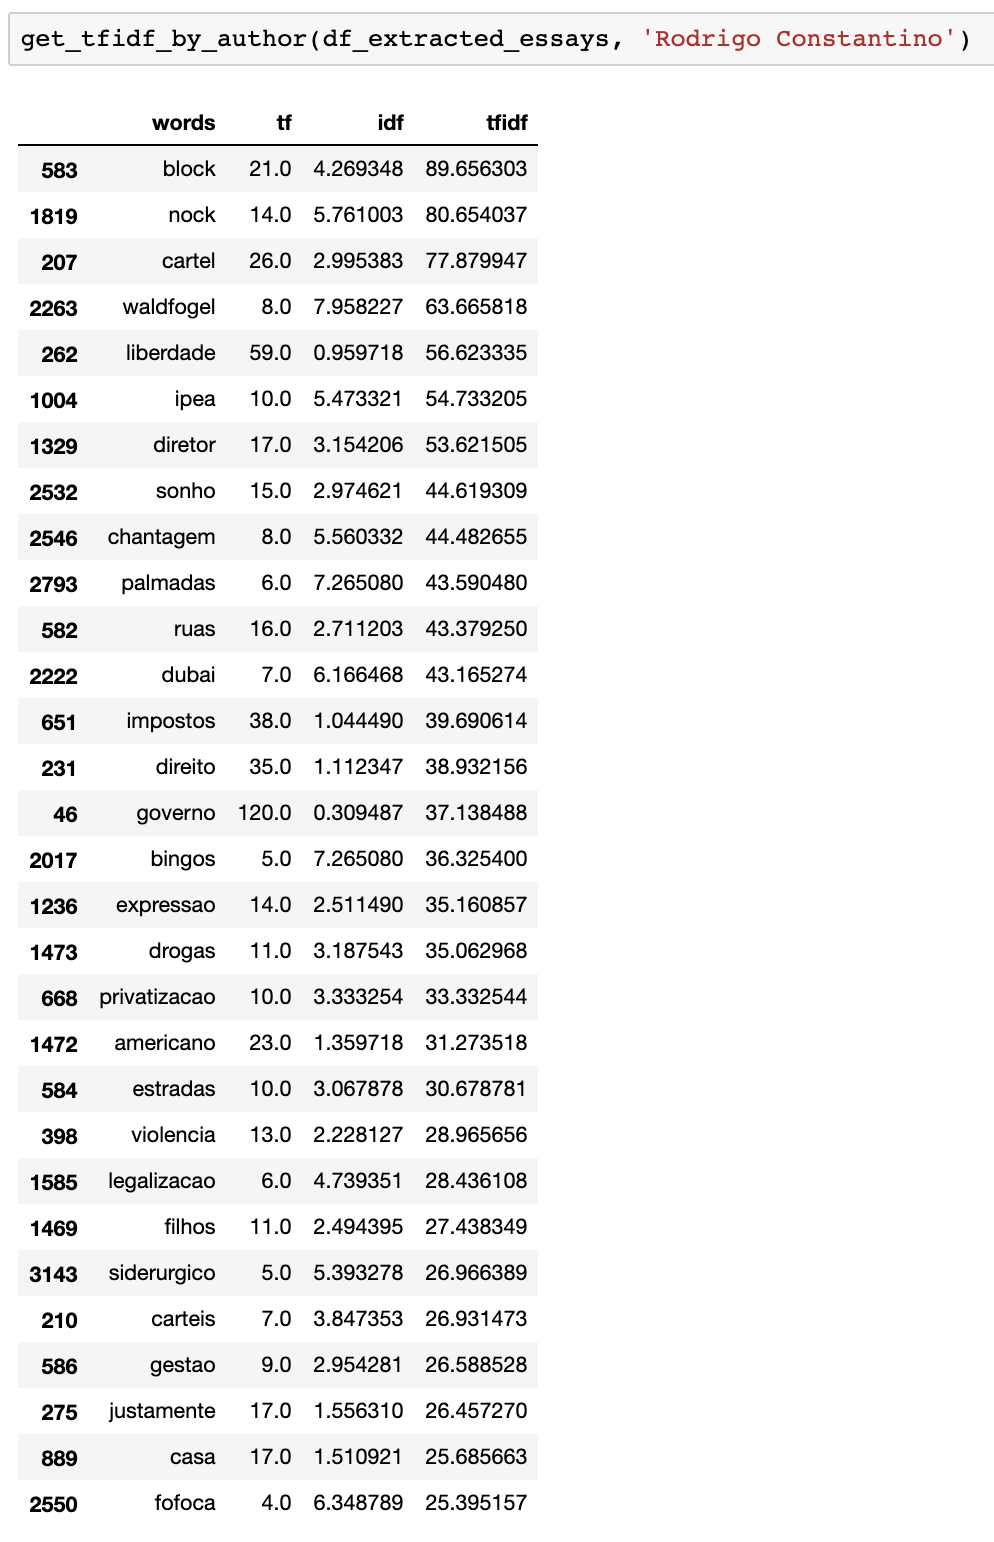 get_tfidf_by_author(df_extracted_essays, 'Rodrigo Constantino')
words tf idf tfidf
583 block 21.0 4.269348 89.656303
1819 nock 14.0 5.761003 80.654037
207 cartel 26.0 2.995383 77.879947
2263 waldfogel 8.0 7.958227 63.665818
262 liberdade 59.0 0.959718 56.623335
1004 ipea 10.0 5.473321 54.733205
1329 diretor 17.0 3.154206 53.621505
2532 sonho 15.0 2.974621 44.619309
2546 chantagem 8.0 5.560332 44.482655
2793 palmadas 6.0 7.265080 43.590480
582 ruas 16.0 2.711203 43.379250
2222 dubai 7.0 6.166468 43.165274
651 impostos 38.0 1.044490 39.690614
231 direito 35.0 1.112347 38.932156
46 governo 120.0 0.309487 37.138488
2017 bingos 5.0 7.265080 36.325400
1236 expressao 14.0 2.511490 35.160857
1473 drogas 11.0 3.187543 35.062968
668 privatizacao 10.0 3.333254 33.332544
1472 americano 23.0 1.359718 31.273518
584 estradas 10.0 3.067878 30.678781
398 violencia 13.0 2.228127 28.965656
1585 legalizacao 6.0 4.739351 28.436108
1469 filhos 11.0 2.494395 27.438349
3143 siderurgico 5.0 5.393278 26.966389
210 carteis 7.0 3.847353 26.931473
586 gestao 9.0 2.954281 26.588528
275 justamente 17.0 1.556310 26.457270
889 casa 17.0 1.510921 25.685663
2550 fofoca 4.0 6.348789 25.395157